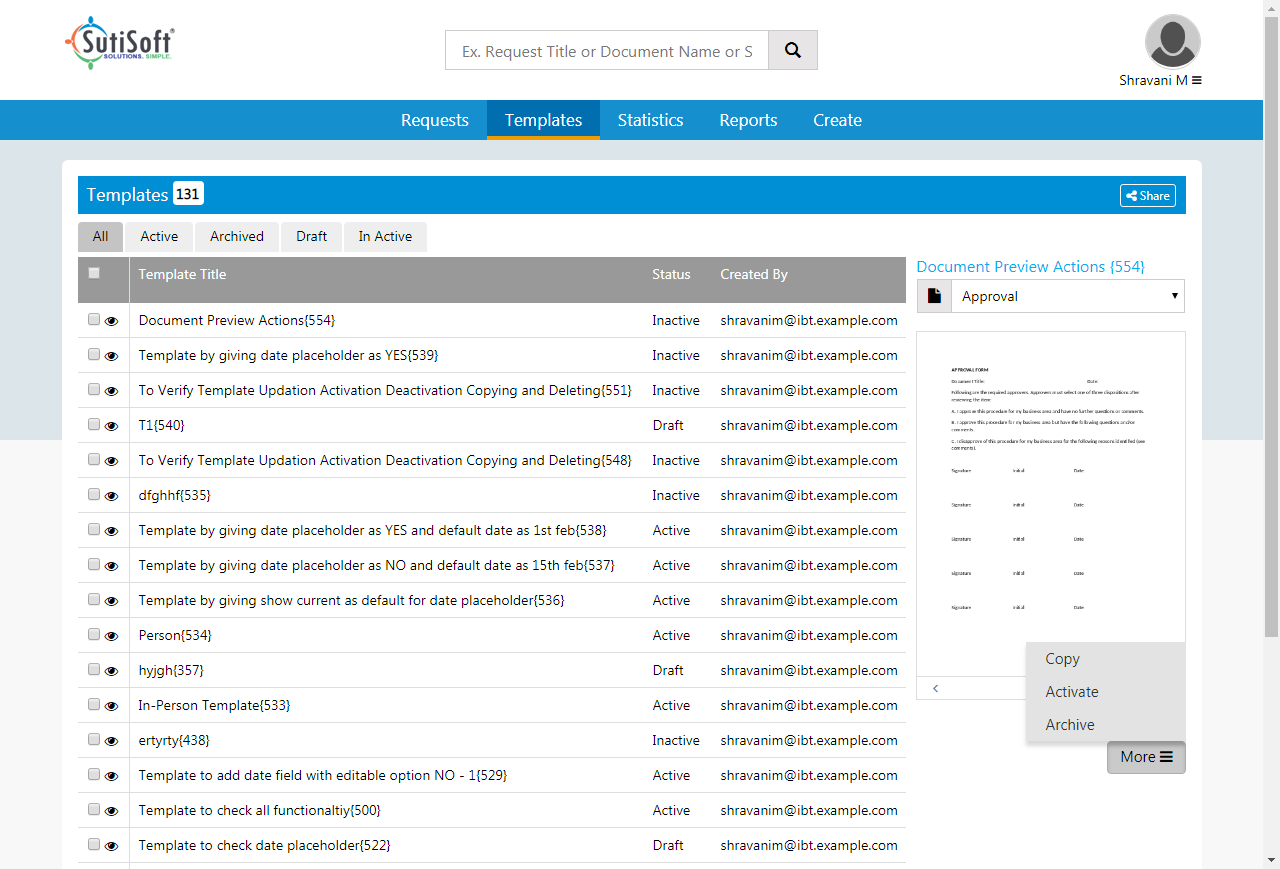 SutiSoft®
SOLUTIONS. SIMPLE.
Ex. Request Title or Document Name or S
Shravani M
Requests Templates Statistics Reports Create
Templates 131
Share
All Active Archived Draft In Active
Template Title Status Created By
Document Preview Actions{554} Inactive shravanim@ibt.example.com
Template by giving date placeholder as YES{539} Inactive shravanim@ibt.example.com
To Verify Template Updation Activation Deactivation Copying and Deleting{551} Inactive shravanim@ibt.example.com
T1{540} Draft shravanim@ibt.example.com
To Verify Template Updation Activation Deactivation Copying and Deleting{548} Inactive shravanim@ibt.example.com
dfghhf{535} Inactive shravanim@ibt.example.com
Template by giving date placeholder as YES and default date as 1st feb{538} Active shravanim@ibt.example.com
Template by giving date placeholder as NO and default date as 15th feb{537} Active shravanim@ibt.example.com
Template by giving show current as default for date placeholder{536} Active shravanim@ibt.example.com
Person{534} Active shravanim@ibt.example.com
hyjgh{357} Draft shravanim@ibt.example.com
In-Person Template{533} Active shravanim@ibt.example.com
ertyrty{438} Inactive shravanim@ibt.example.com
Template to add date field with editable option NO - 1{529} Active shravanim@ibt.example.com
Template to check all functionaltiy{500} Active shravanim@ibt.example.com
Template to check date placeholder{522} Draft shravanim@ibt.example.com
Document Preview Actions {554}
Approval
APPROVAL FORM
Document Title: Date:
Following are the required approvers. Approvers must select one of three dispositions after
reviewing the item:
A. I approve this procedure for my business area and have no further questions or comments.
B. I approve this procedure for my business area but have the following questions and/or
comments.
C. I disapprove of this procedure for my business area for the following reasons identified (see
comments).
Signature Initial Date
Signature Initial Date
Signature Initial Date
Signature Initial Date
Signature Initial Date
Copy
Activate
Archive
More